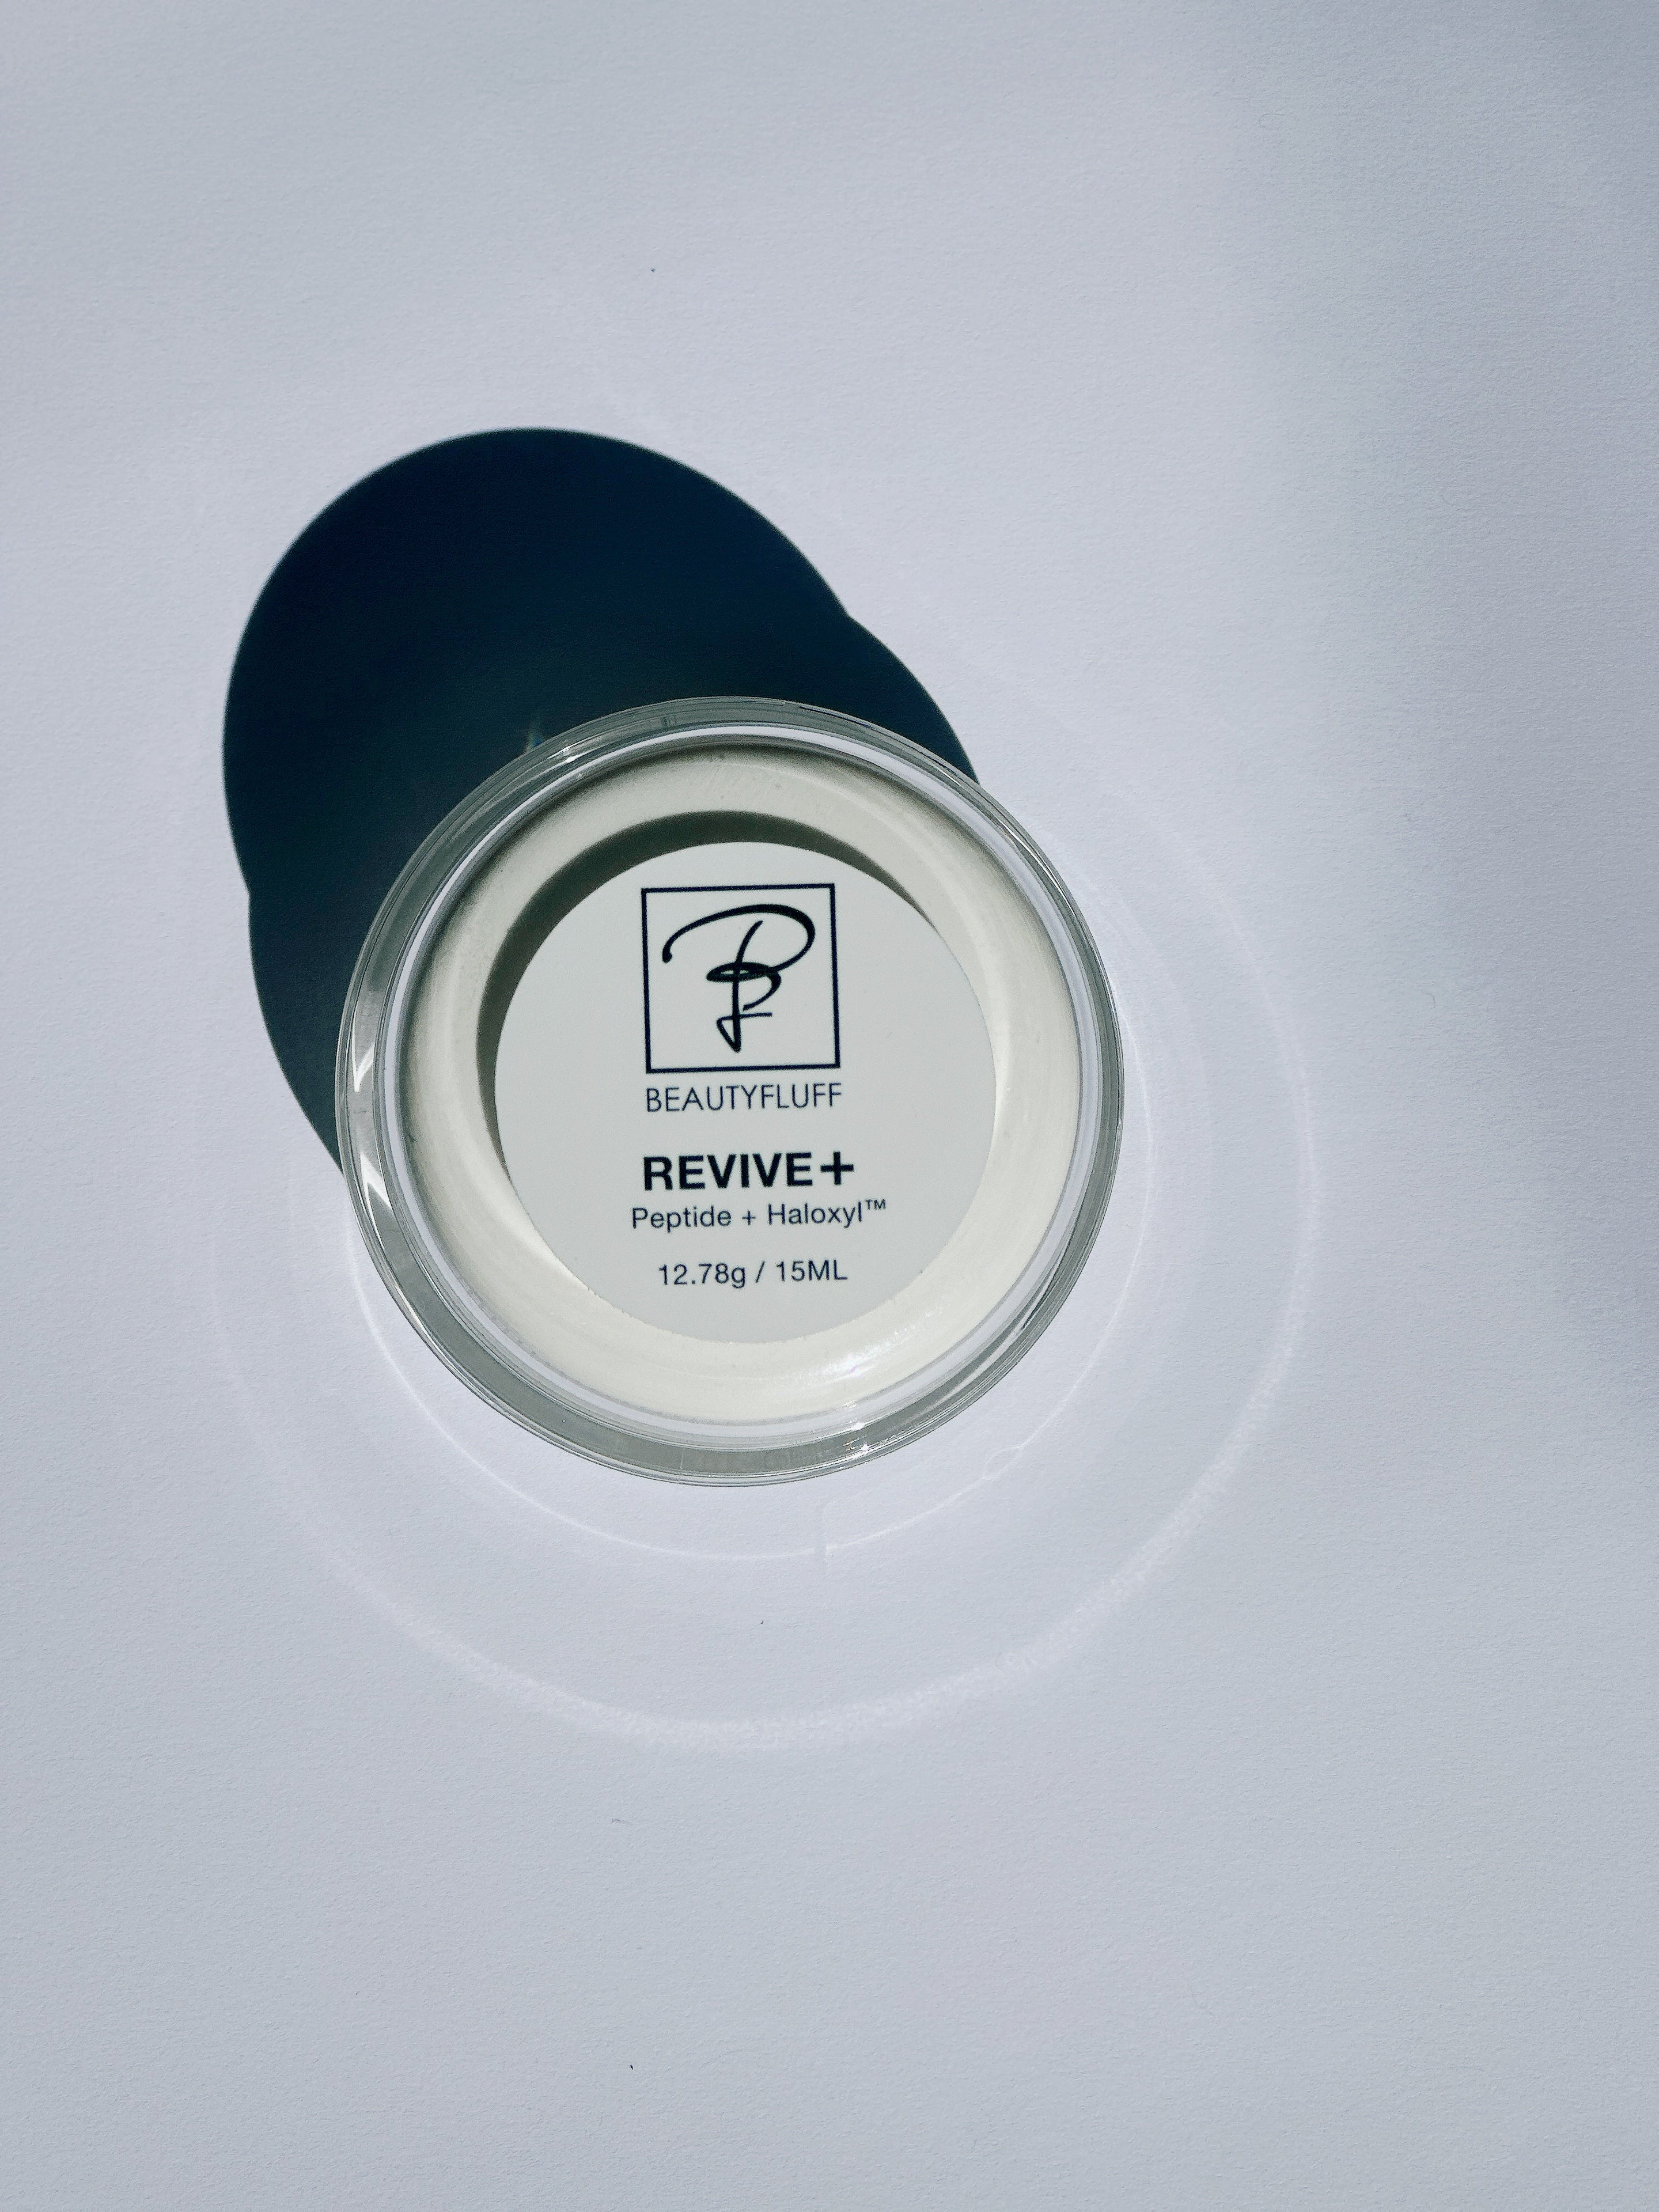 BEAUTYFLUFF
REVIVE+
Peptide + Haloxyl™
12.78g / 15ML